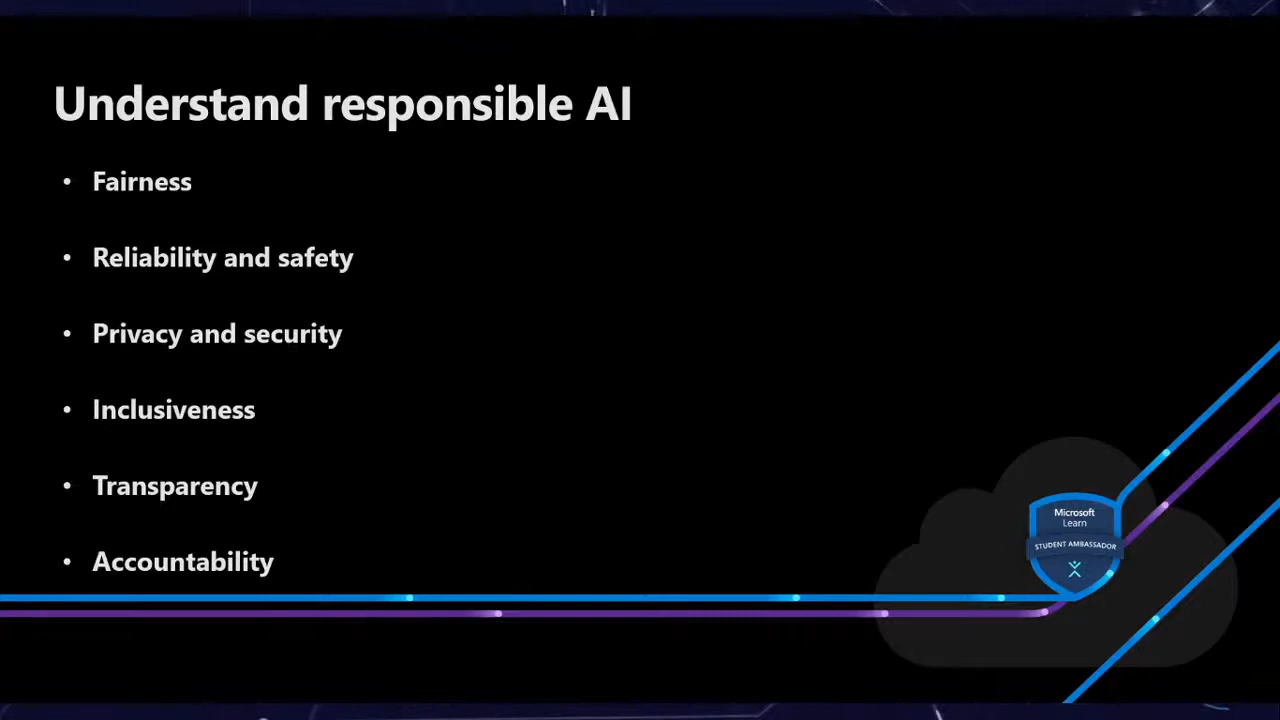 Understand responsible AI
• Fairness
• Reliability and safety
• Privacy and security
• Inclusiveness
• Transparency
• Accountability
Microsoft
Learn
STUDENT AMBASSADOR